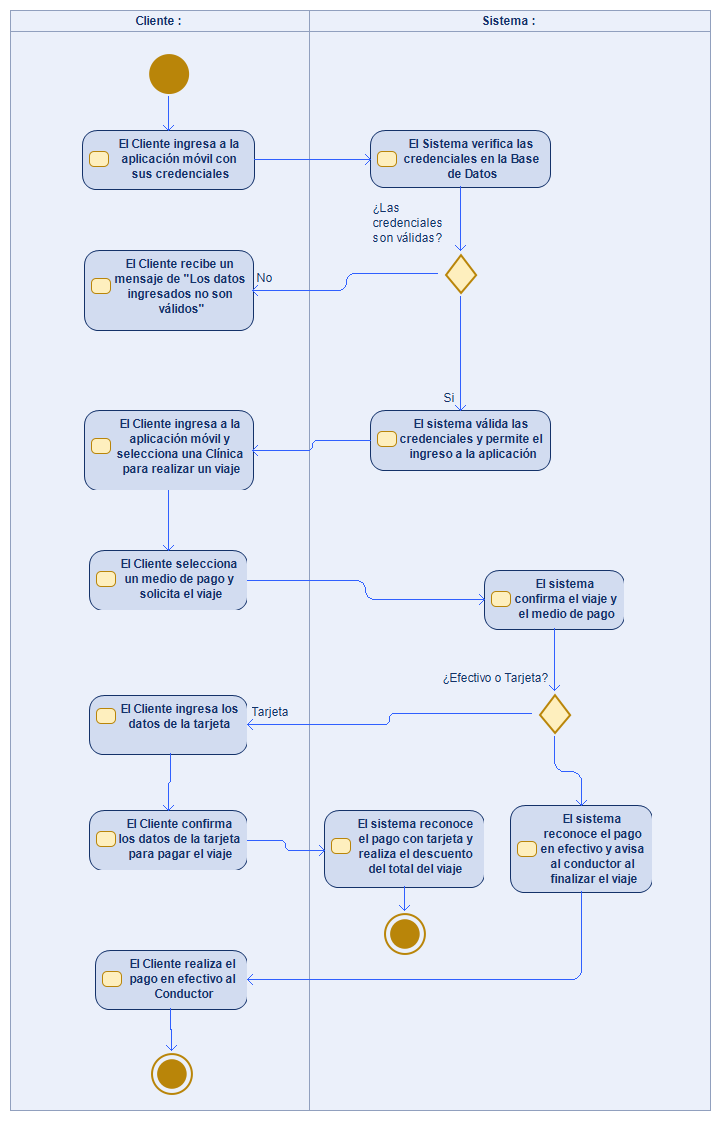 Cliente :
Sistema :
El Cliente ingresa a la
aplicación móvil con
sus credenciales
El Sistema verifica las
credenciales en la Base
de Datos
¿Las
credenciales
son válidas?
El Cliente recibe un
mensaje de "Los datos
ingresados no son
válidos"
No
Si
El Cliente ingresa a la
aplicación móvil y
selecciona una Clínica
para realizar un viaje
El sistema válida las
credenciales y permite el
ingreso a la aplicación
El Cliente selecciona
un medio de pago y
solicita el viaje
El sistema
confirma el viaje y
el medio de pago
¿Efectivo o Tarjeta?
El Cliente ingresa los
datos de la tarjeta
Tarjeta
El Cliente confirma
los datos de la tarjeta
para pagar el viaje
El sistema reconoce
el pago con tarjeta y
realiza el descuento
del total del viaje
El sistema
reconoce el pago
en efectivo y avisa
al conductor al
finalizar el viaje
El Cliente realiza el
pago en efectivo al
Conductor